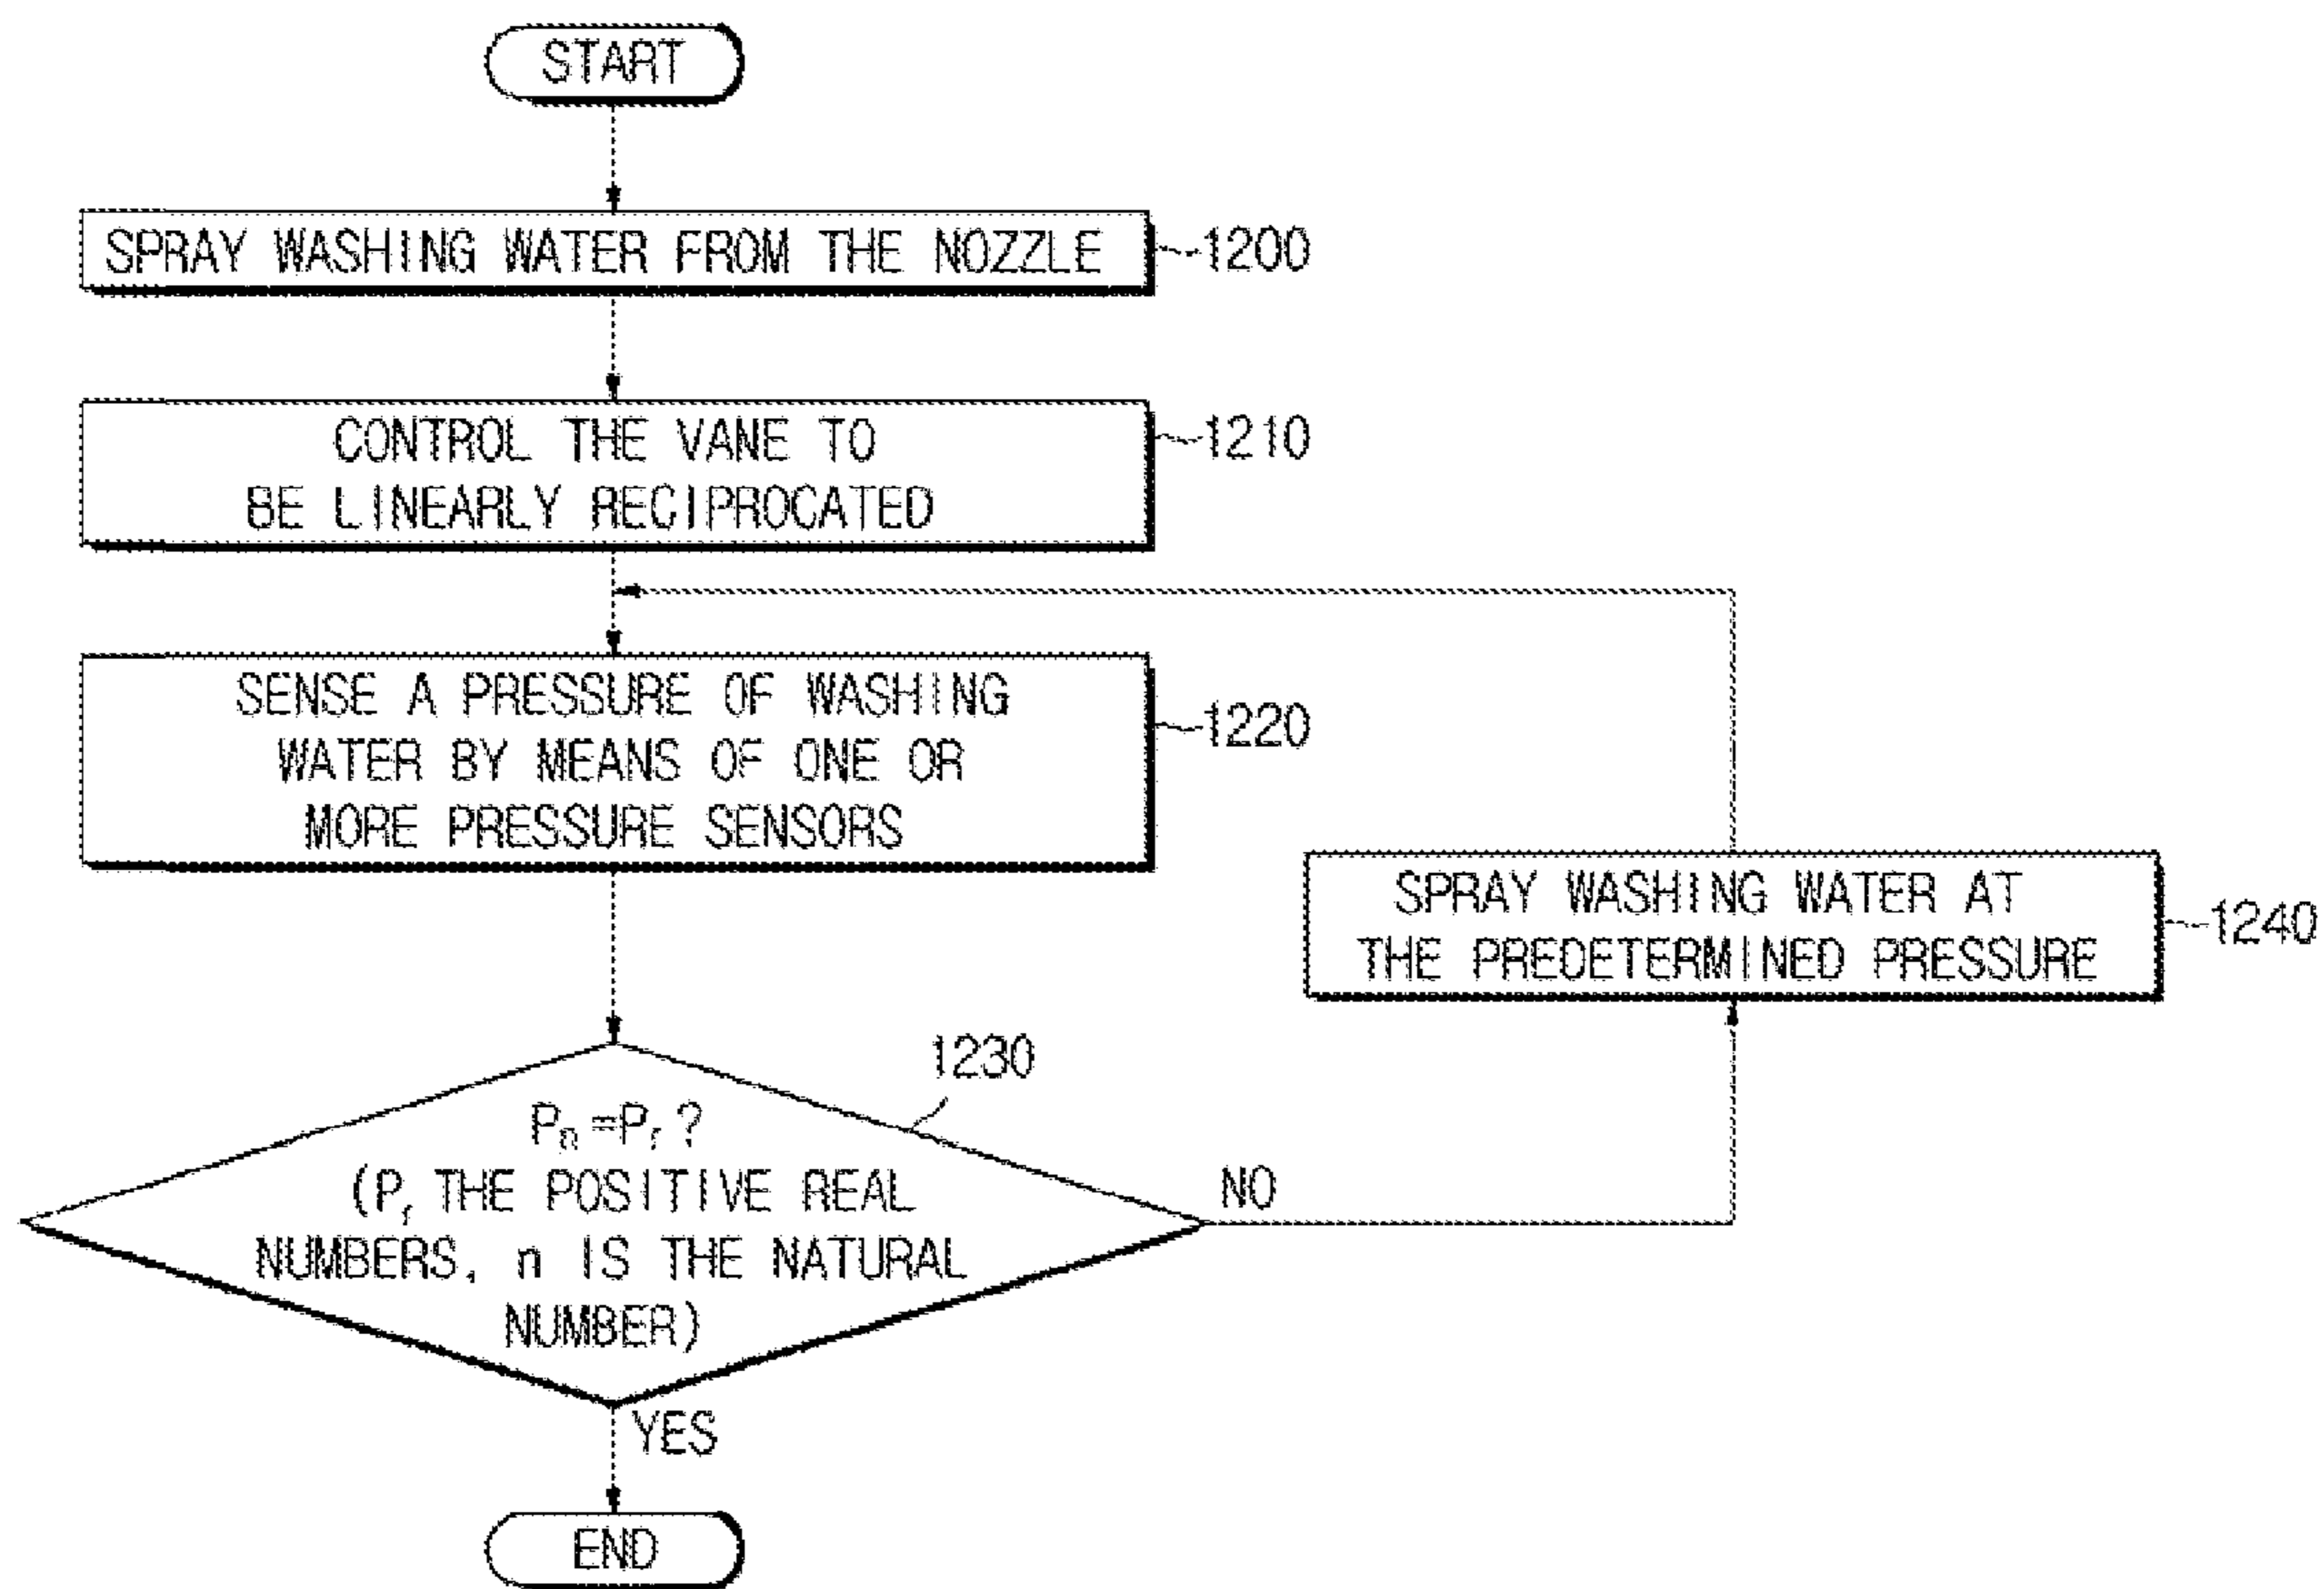 START
SPRAY WASHING WATER FROM THE NOZZLE
1200
CONTROL THE VANE TO
BE LINEARLY RECIPROCATED
1210
SENSE A PRESSURE OF WASHING
WATER BY MEANS OF ONE OR
MORE PRESSURE SENSORS
1220
SPRAY WASHING WATER AT
THE PREDETERMINED PRESSURE
1240
1230
Pn=Pr?
(Pr THE POSITIVE REAL
NUMBERS, n IS THE NATURAL
NUMBER)
NO
YES
END